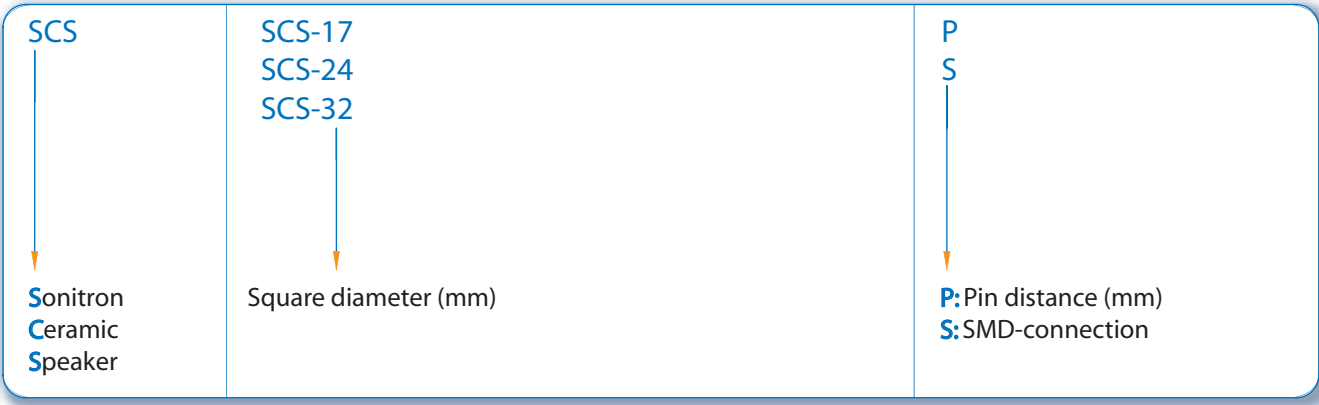 SCS
SCS-17
SCS-24
SCS-32
P
S
Sonitron
Ceramic
Speaker
Square diameter (mm)
P: Pin distance (mm)
S: SMD-connection